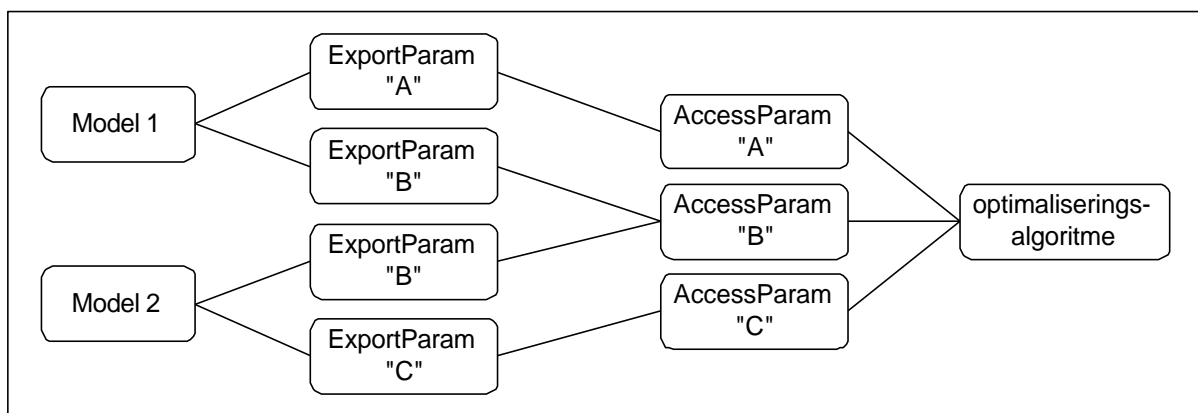 Model 1
Model 2
ExportParam
"A"
ExportParam
"B"
ExportParam
"B"
ExportParam
"C"
AccessParam
"A"
AccessParam
"B"
AccessParam
"C"
optimaliserings-
algoritme